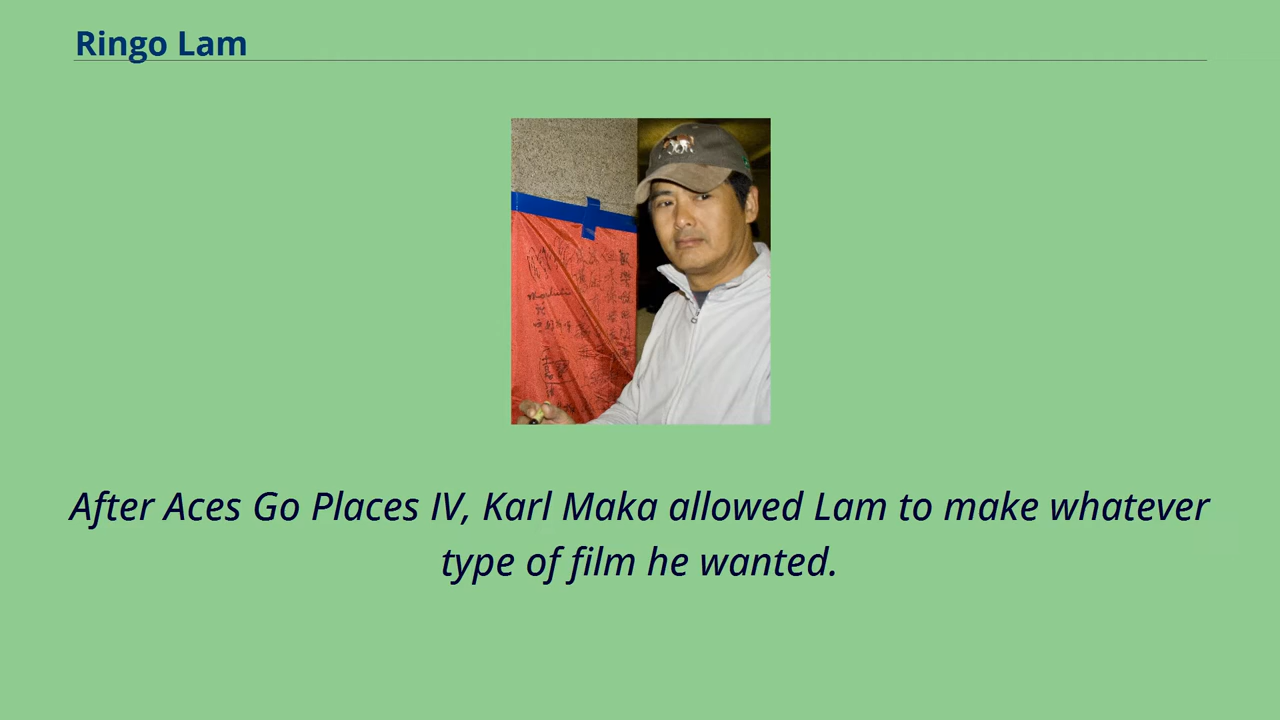 Ringo Lam
After Aces Go Places IV, Karl Maka allowed Lam to make whatever
type of film he wanted.